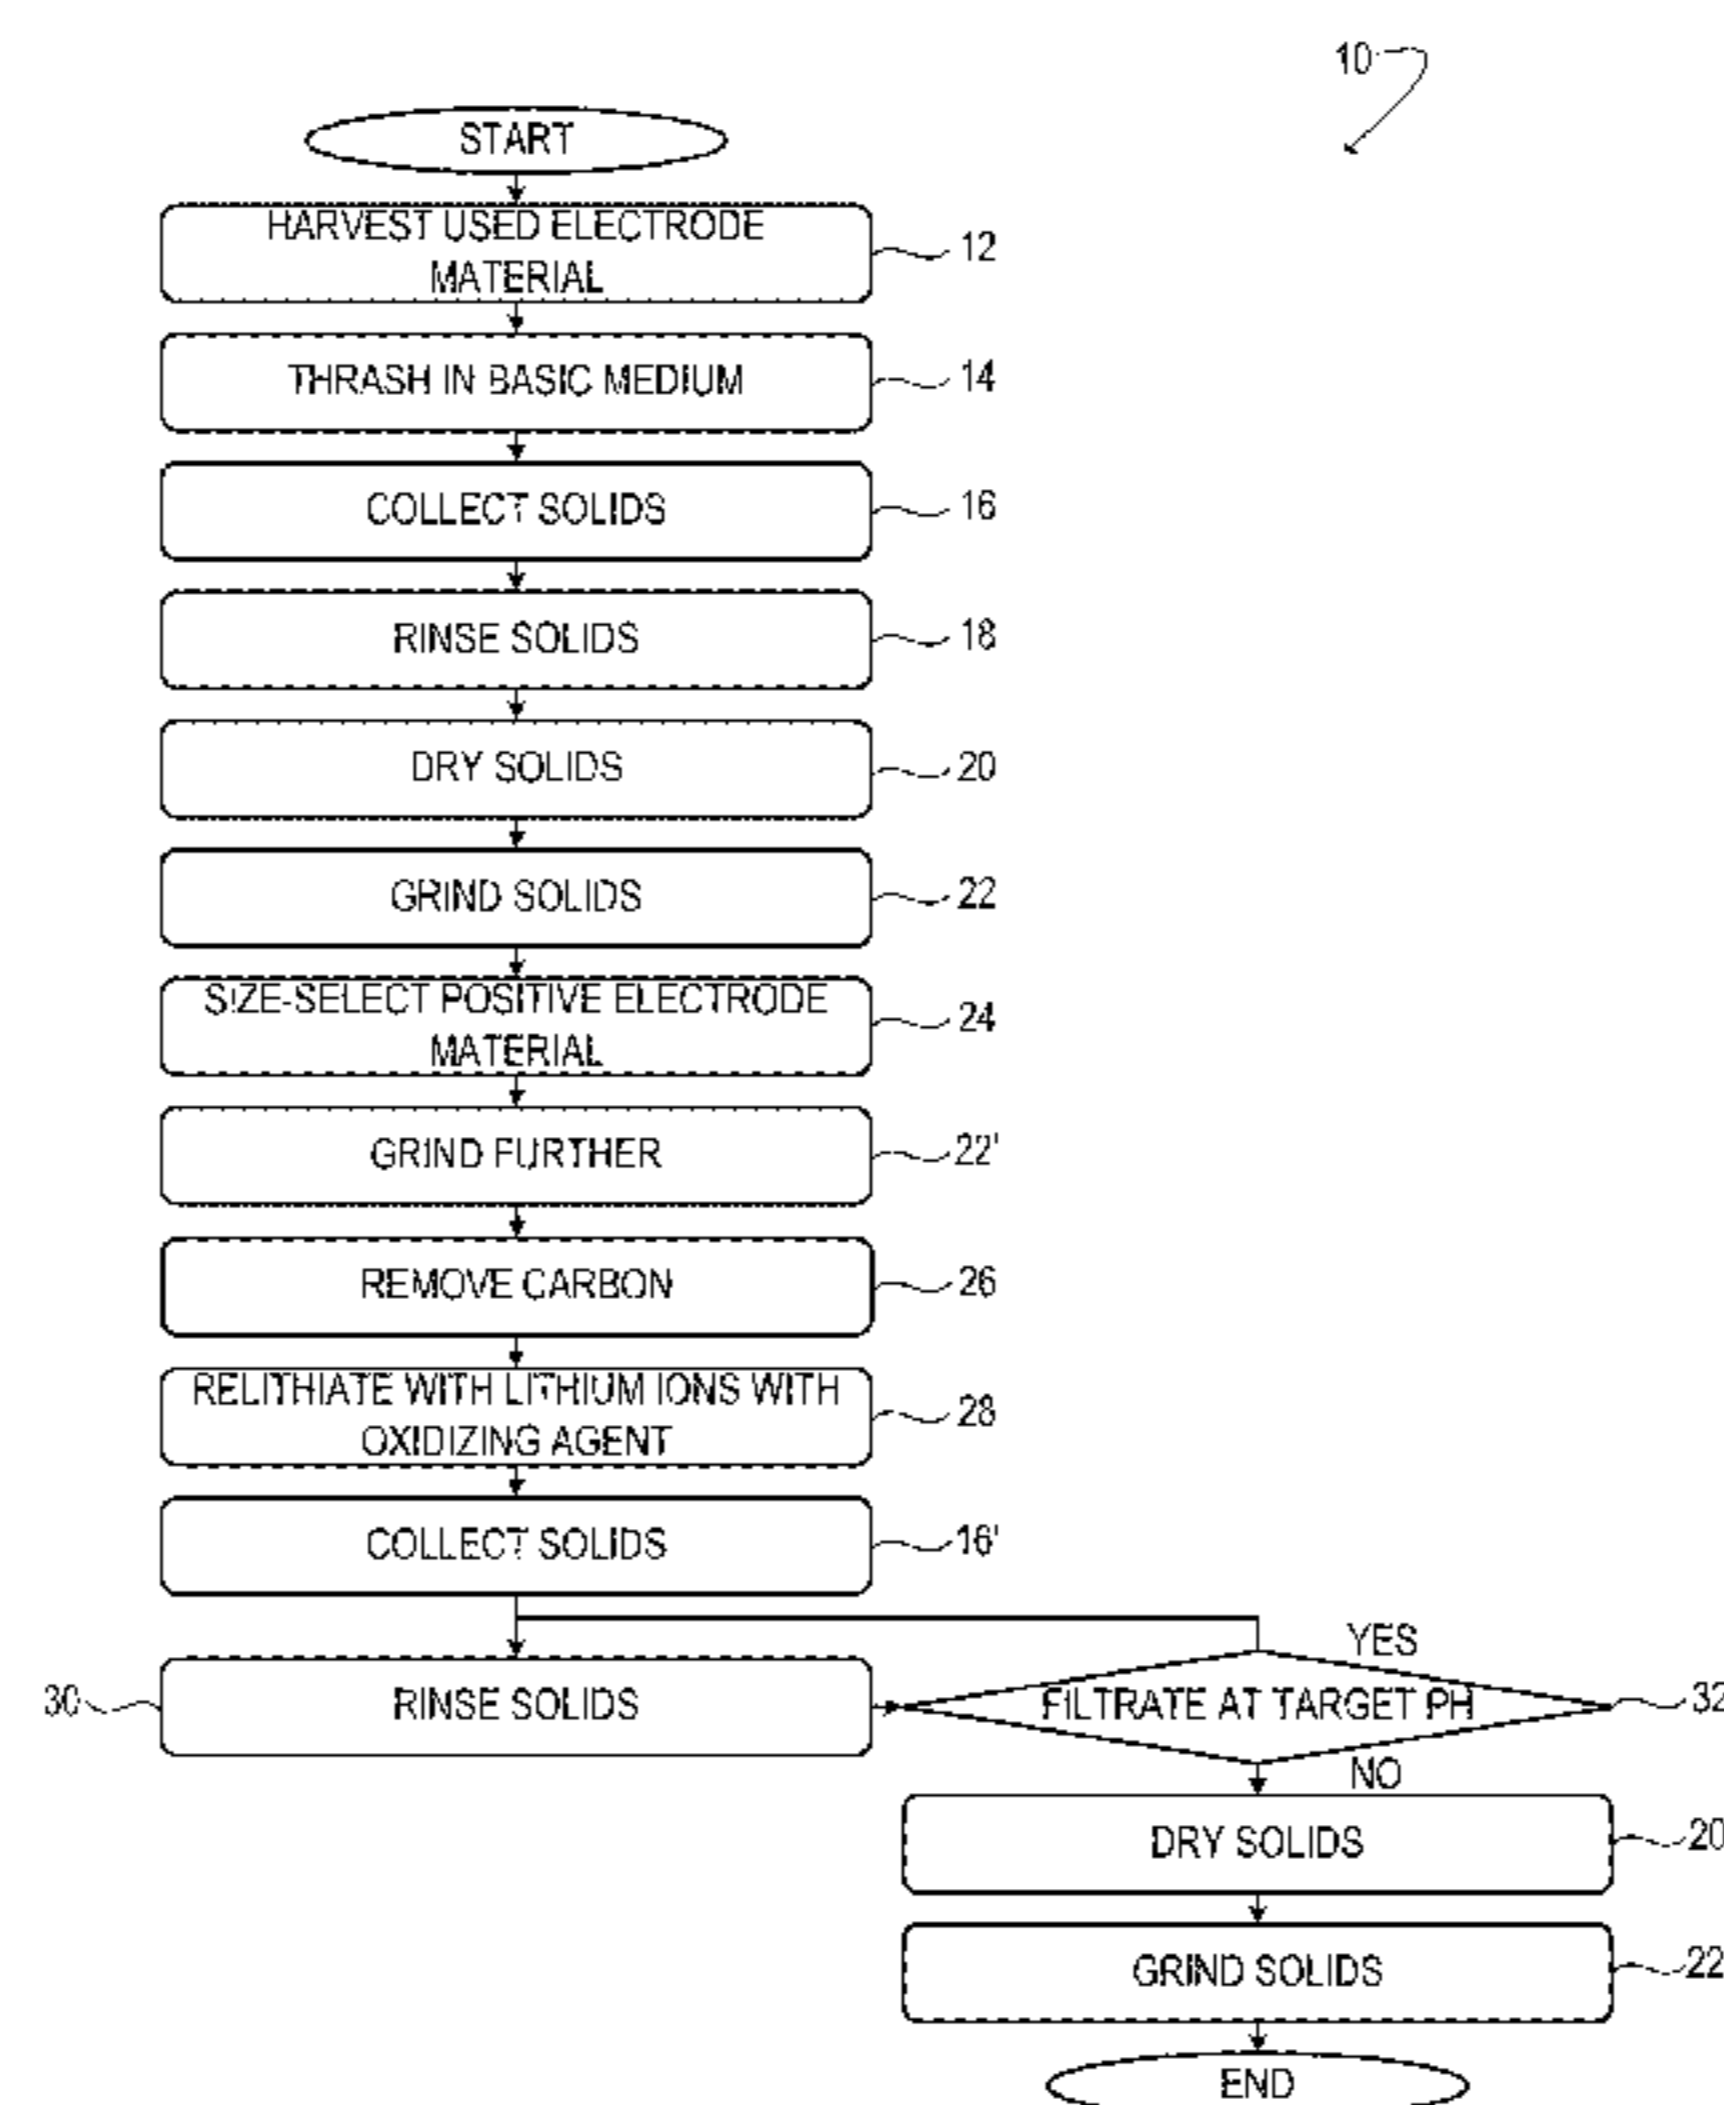 10
START
HARVEST USED ELECTRODE
MATERIAL
12
THRASH IN BASIC MEDIUM
14
COLLECT SOLIDS
16
RINSE SOLIDS
18
DRY SOLIDS
20
GRIND SOLIDS
22
SIZE-SELECT POSITIVE ELECTRODE
MATERIAL
24
GRIND FURTHER
22'
REMOVE CARBON
26
RELITHIATE WITH LITHIUM IONS WITH
OXIDIZING AGENT
28
COLLECT SOLIDS
16'
YES
30
RINSE SOLIDS
FILTRATE AT TARGET PH
32
NO
DRY SOLIDS
20
GRIND SOLIDS
22
END